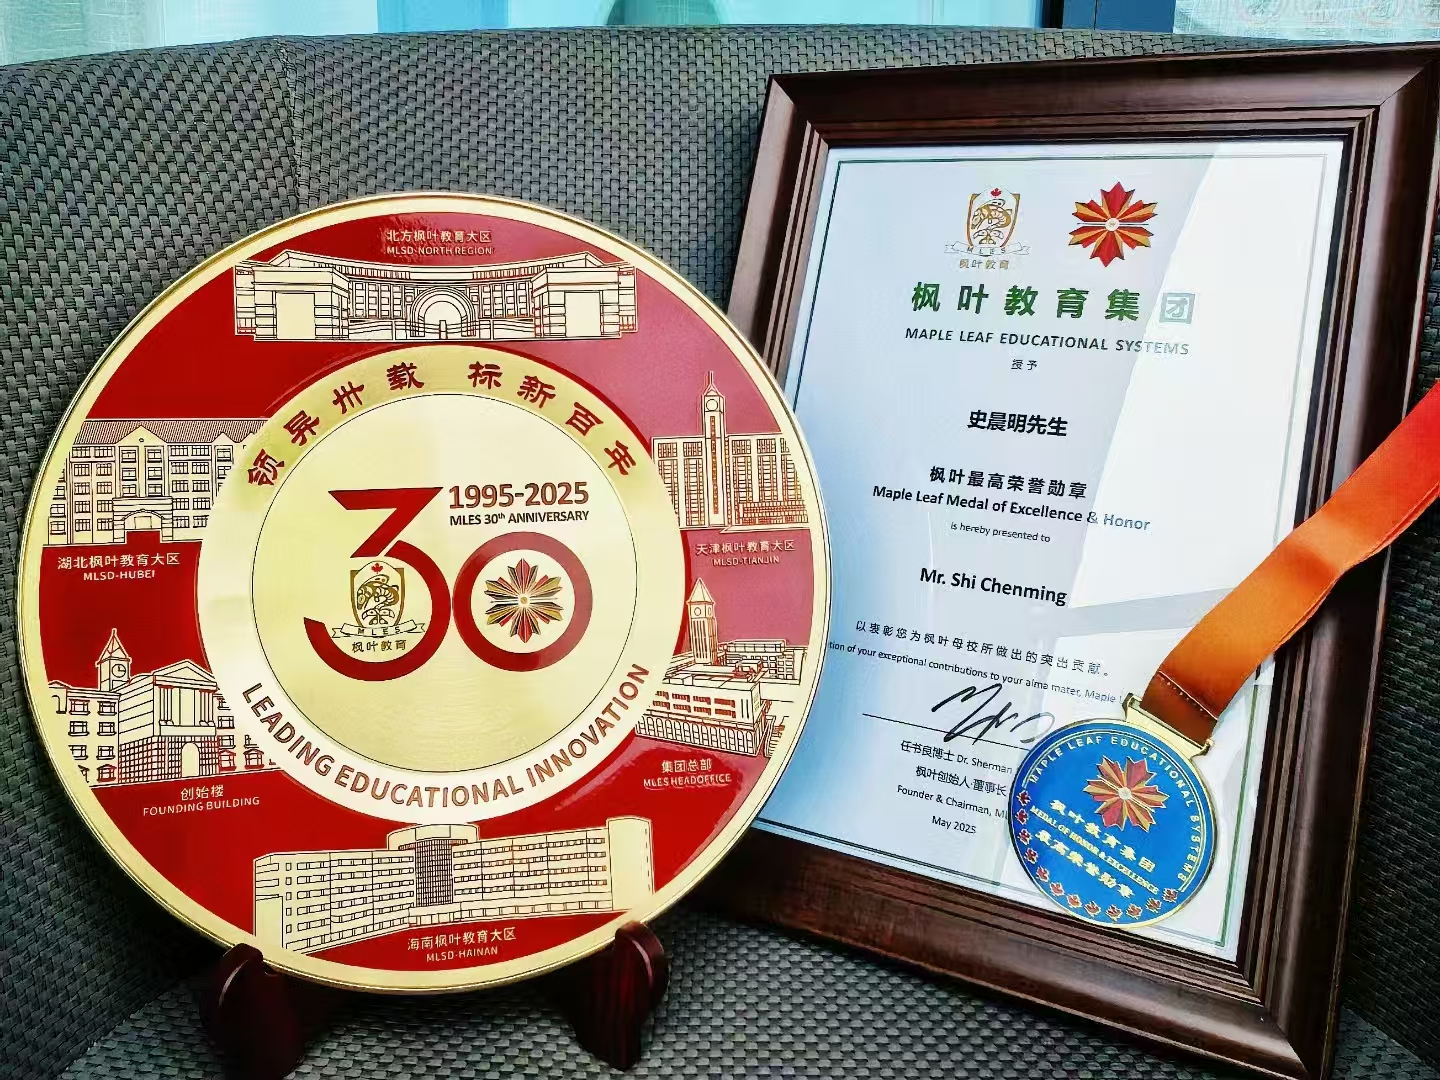 北方枫叶教育大区
MLSD-NORTH REGION
领异卅载 标新百年
湖北枫叶教育大区
MLSD-HUBEI
天津枫叶教育大区
MLSD-TIANJIN
1995-2025
MLES 30th ANNIVERSARY
30
MLES
枫叶教育
创始楼
FOUNDING BUILDING
集团总部
MLES HEADOFFICE
LEADING EDUCATIONAL INNOVATION
海南枫叶教育大区
MLSD-HAINAN
MLES
枫叶教育
枫叶教育集团
MAPLE LEAF EDUCATIONAL SYSTEMS
授予
史晨明先生
枫叶最高荣誉勋章
Maple Leaf Medal of Excellence & Honor
is hereby presented to
Mr. Shi Chenming
以表彰您为枫叶母校所做出的突出贡献。
of your exceptional contributions to your alma mater, Maple
任书良博士 Dr. Sherman
枫叶创始人·董事长
Founder & Chairman,
May 2025
MAPLE LEAF EDUCATIONAL SYSTEMS
枫叶教育集团
MEDAL OF HONOR & EXCELLENCE
最高荣誉勋章